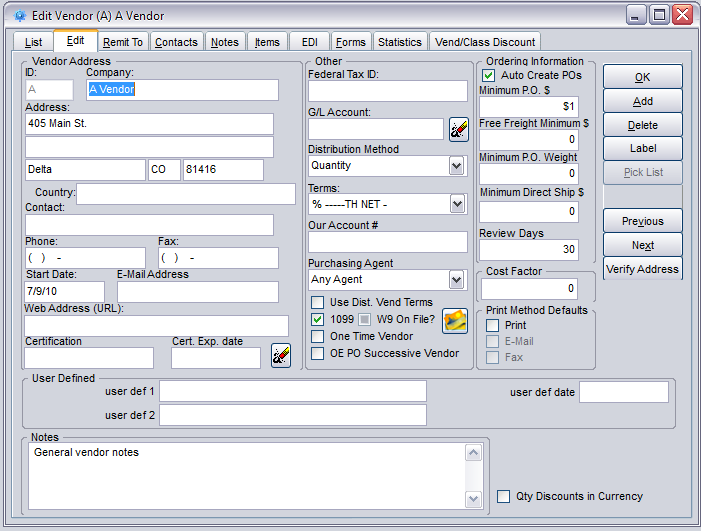 Edit Vendor (A) A Vendor
List Edit Remit To Contacts Notes Items EDI Forms Statistics Vend/Class Discount
Vendor Address
ID: Company:
A A Vendor
Address:
405 Main St.
Delta CO 81416
Country:
Contact:
Phone: Fax:
( ) - ( ) -
Start Date: E-Mail Address
7/9/10
Web Address (URL):
Certification Cert. Exp. date
Other
Federal Tax ID:
G/L Account:
Distribution Method
Quantity
Terms:
% -----TH NET -
Our Account #
Purchasing Agent
Any Agent
Use Dist. Vend Terms
1099 W9 On File?
One Time Vendor
OE PO Successive Vendor
Ordering Information
Auto Create POs
Minimum P.O. $
$1
Free Freight Minimum $
0
Minimum P.O. Weight
0
Minimum Direct Ship $
0
Review Days
30
Cost Factor
0
Print Method Defaults
Print
E-Mail
Fax
OK
Add
Delete
Label
Pick List
Previous
Next
Verify Address
User Defined
user def 1 user def date
user def 2
Notes
General vendor notes
Qty Discounts in Currency